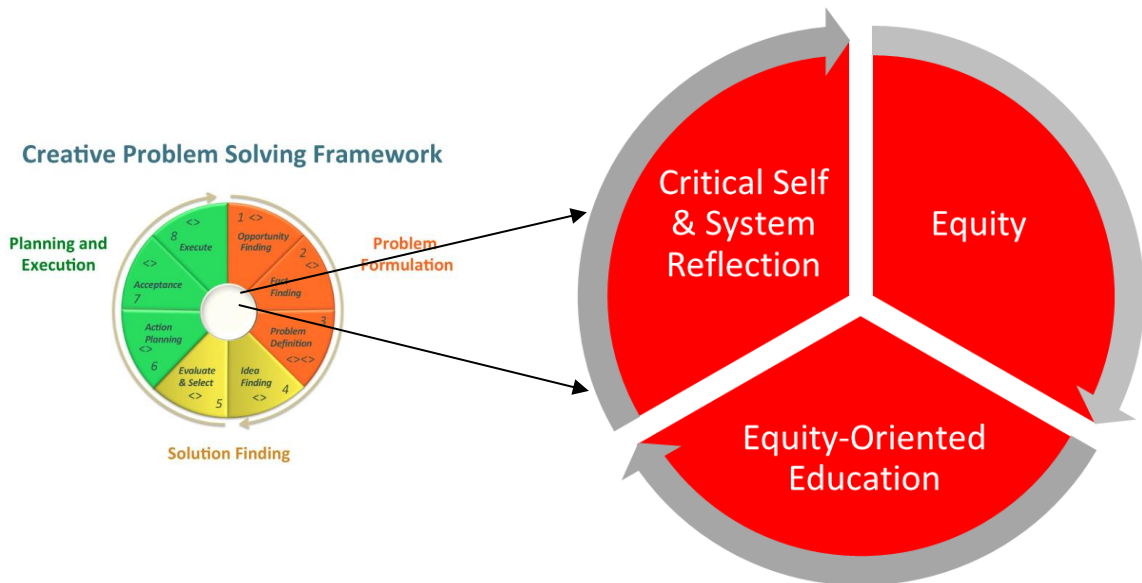 Creative Problem Solving Framework
Planning and
Execution
Problem
Formulation
Solution Finding
1 <>
Opportunity
Finding
2
<>
Fact
Finding
3
Problem
Definition
<><>
Idea
Finding
<>
4
Evaluate
& Select
<>
5
Action
Planning
<>
6
<>
Acceptance
7
<>
8
Execute
Critical Self
& System
Reflection
Equity
Equity-Oriented
Education